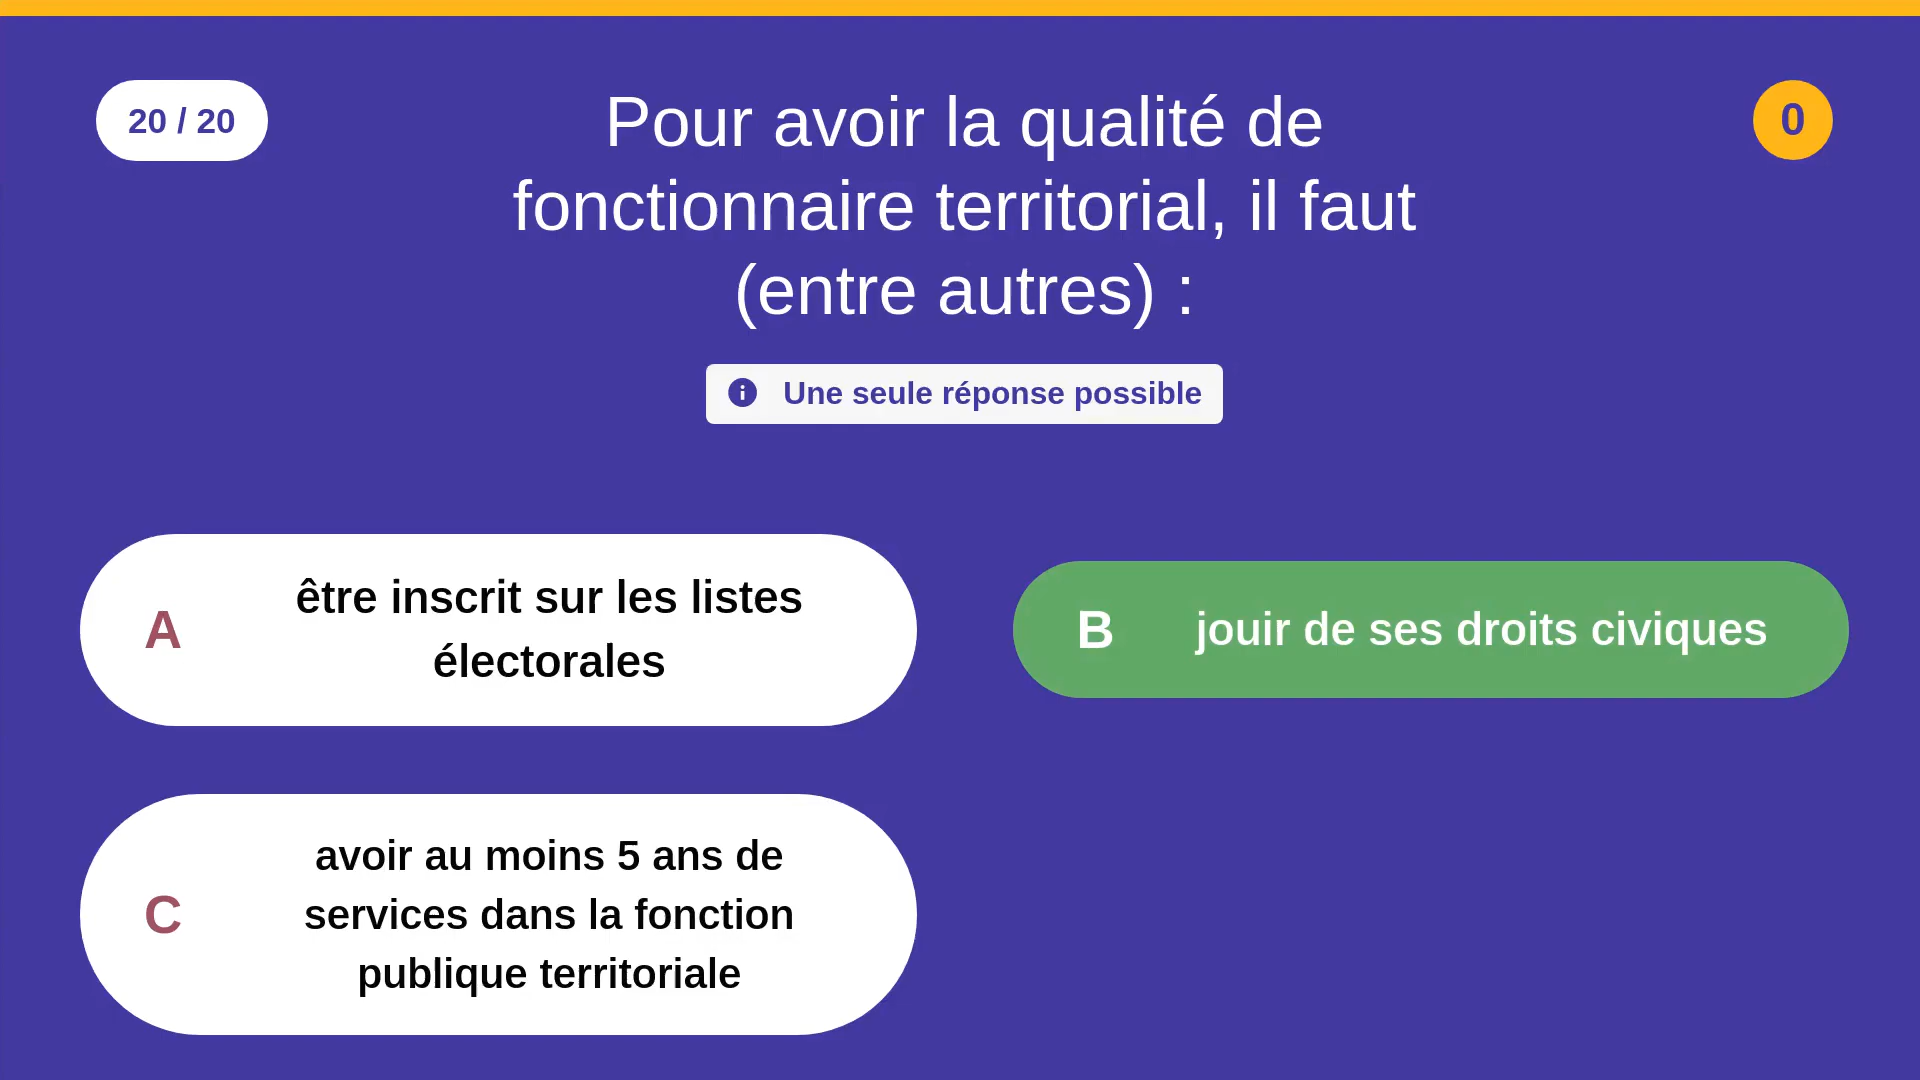 20 / 20
Pour avoir la qualité de
fonctionnaire territorial, il faut
(entre autres) :
0
Une seule réponse possible
A
être inscrit sur les listes
électorales
B
jouir de ses droits civiques
C
avoir au moins 5 ans de
services dans la fonction
publique territoriale